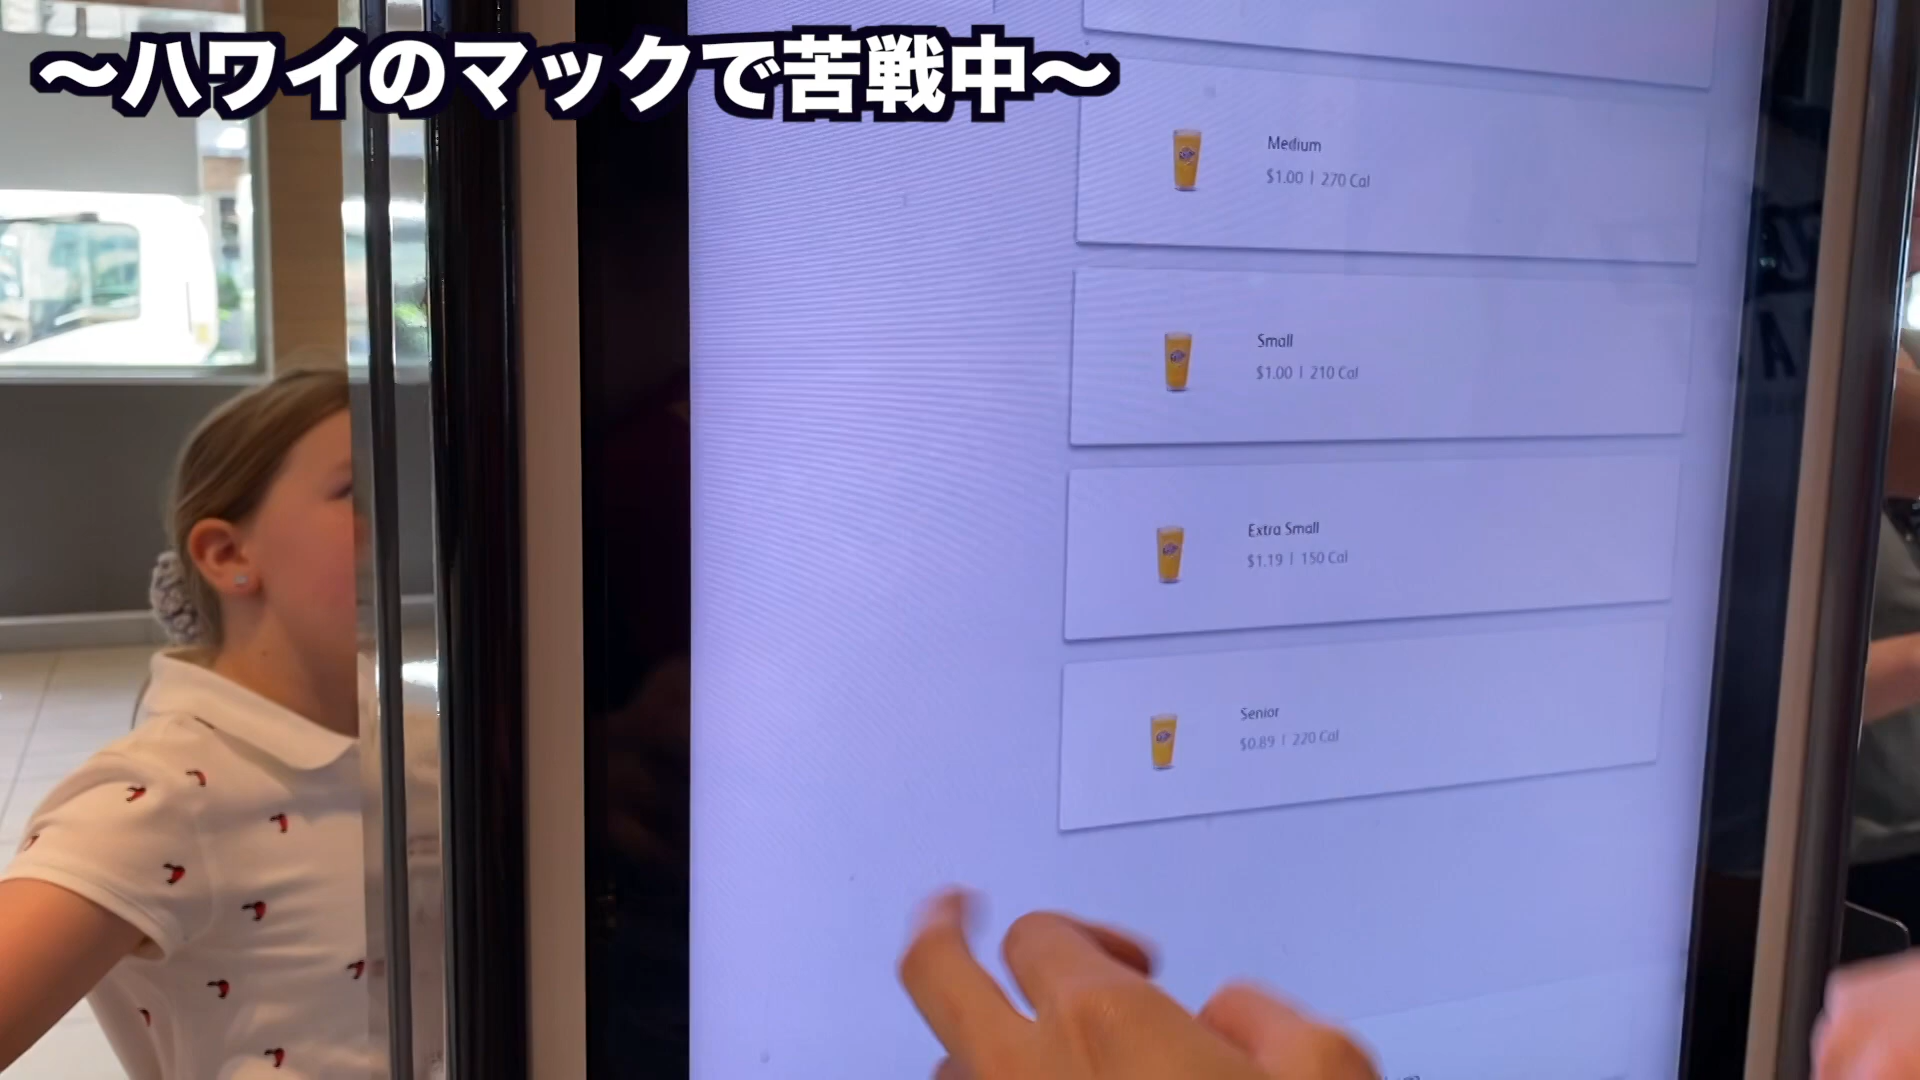 〜ハワイのマックで苦戦中〜
Medium
$1.00 | 270 Cal
Small
$1.00 | 210 Cal
Extra Small
$1.19 | 150 Cal
Senior
$0.89 | 220 Cal